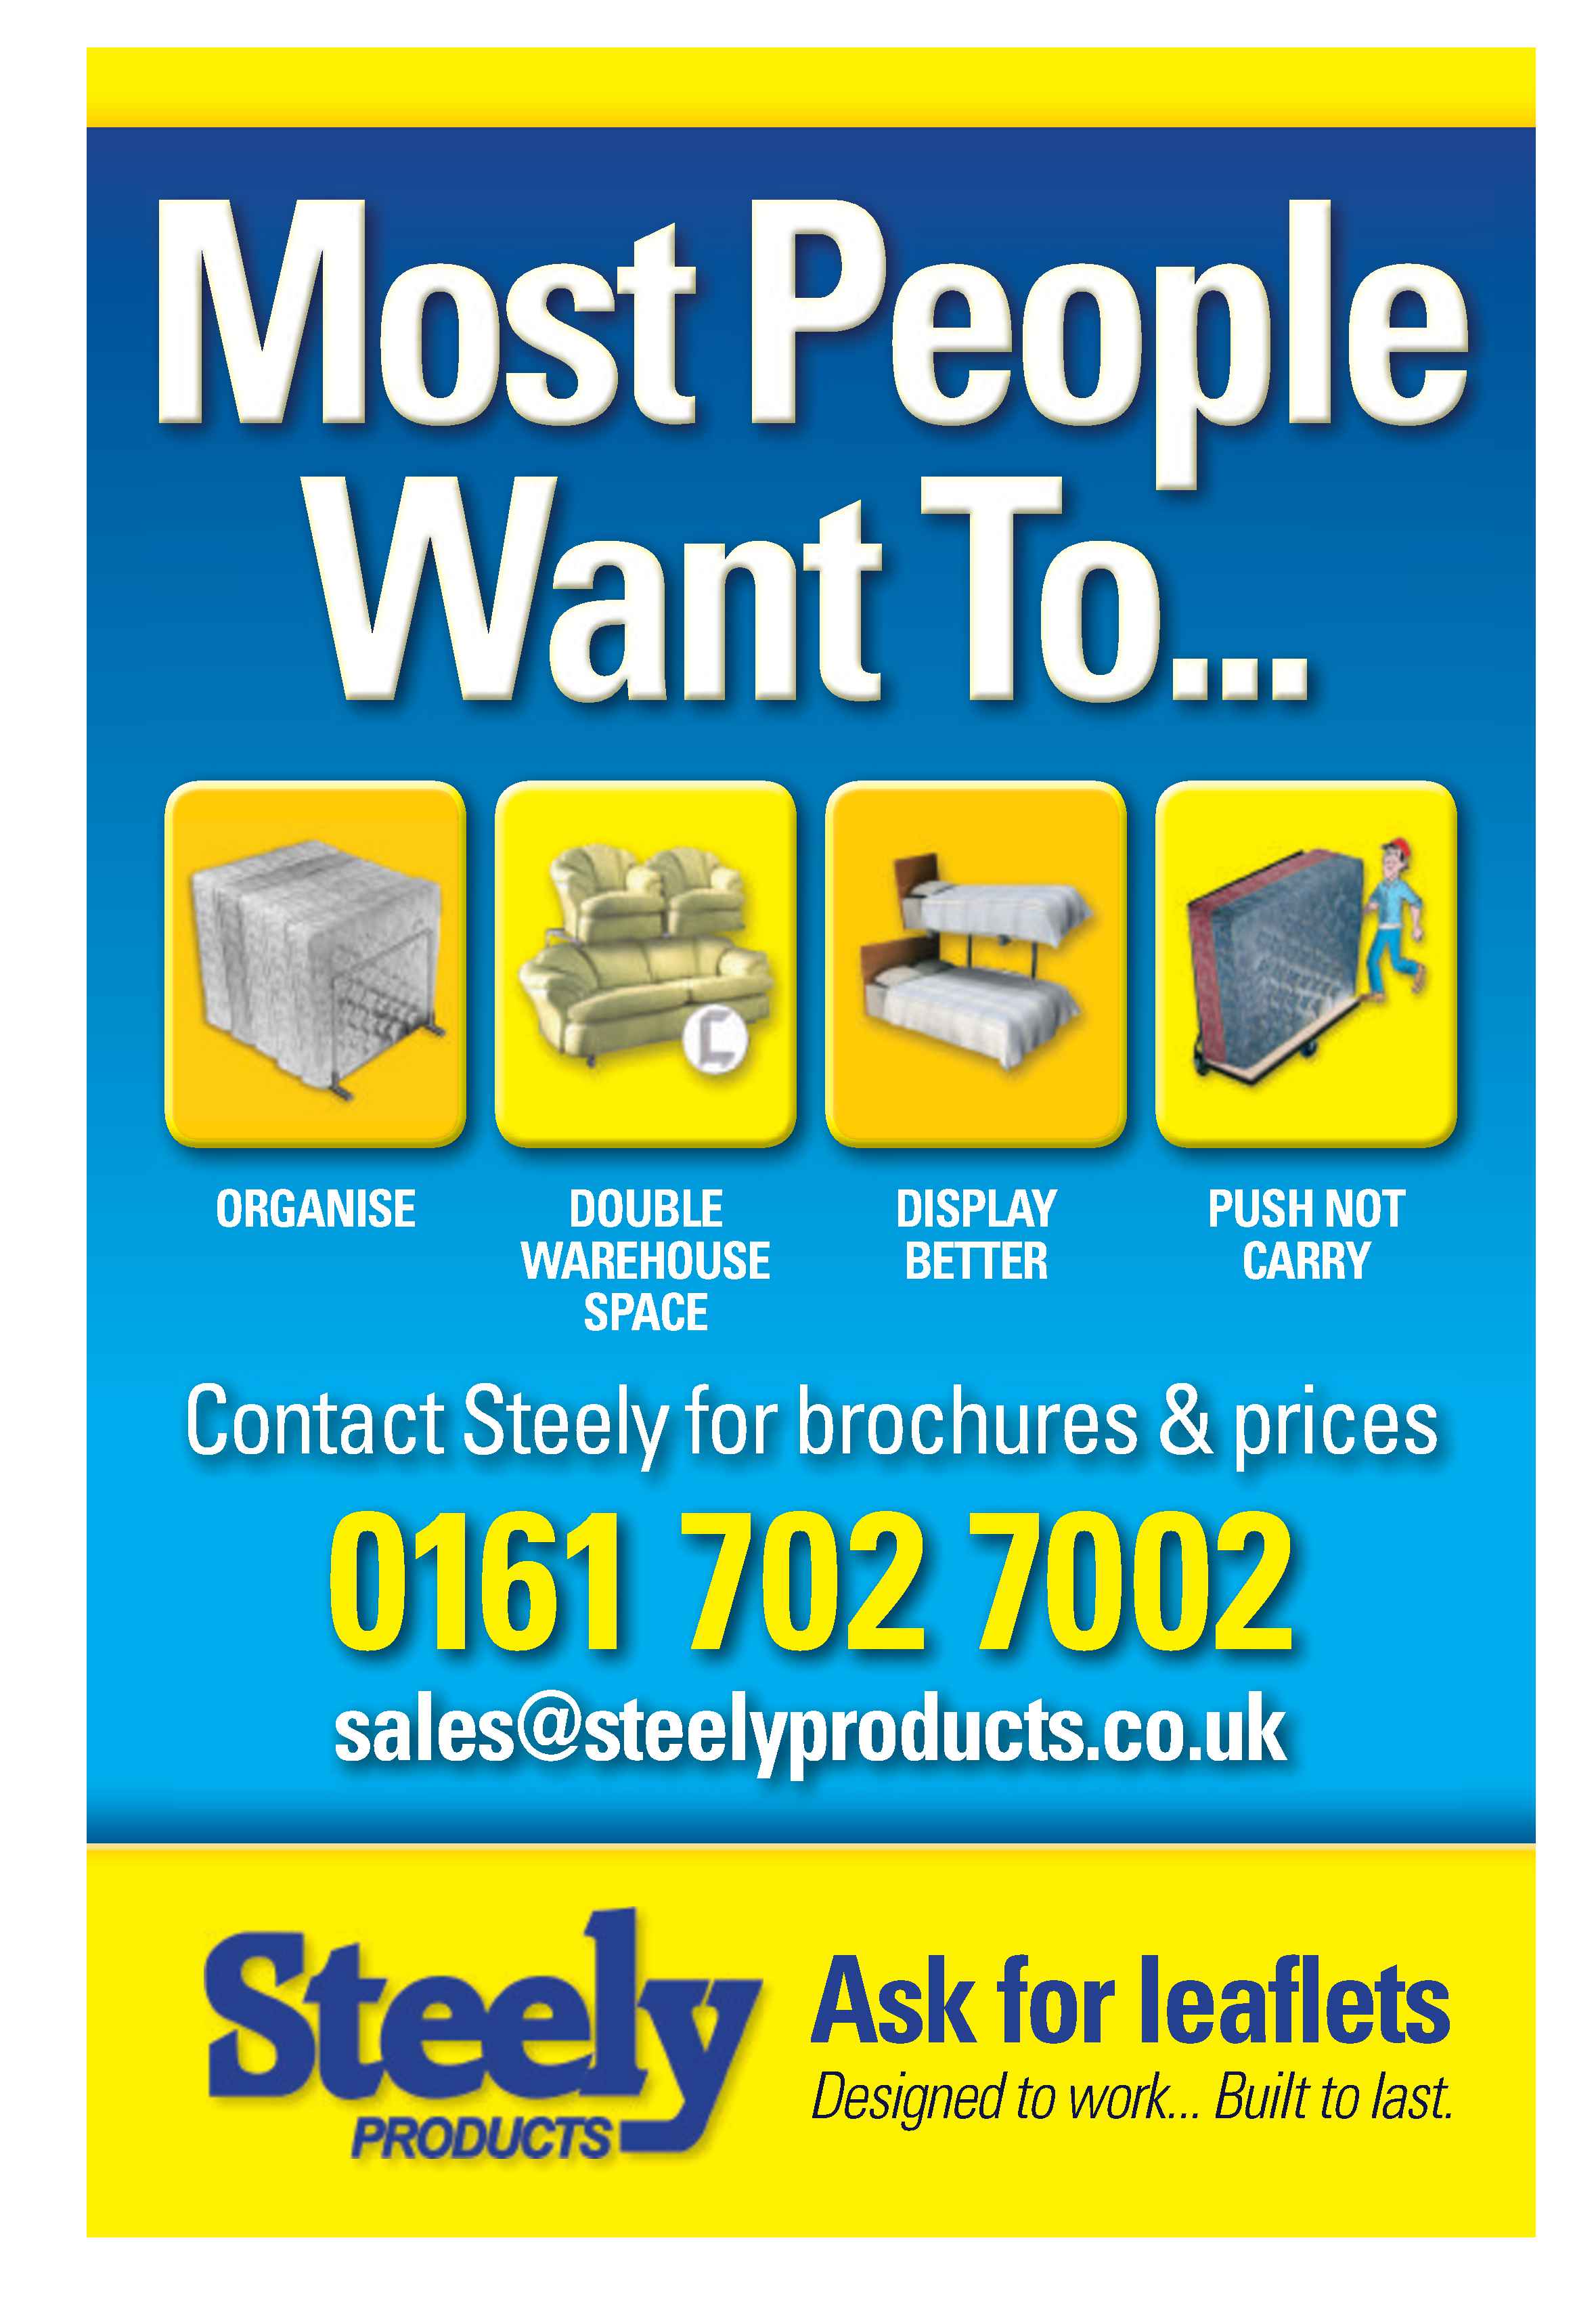 Most People
Want To...
ORGANISE
DOUBLE
WAREHOUSE
SPACE
DISPLAY
BETTER
PUSH NOT
CARRY
Contact Steely for brochures & prices
0161 702 7002
sales@steelyproducts.co.uk
Steely
PRODUCTS
Ask for leaflets
Designed to work... Built to last.